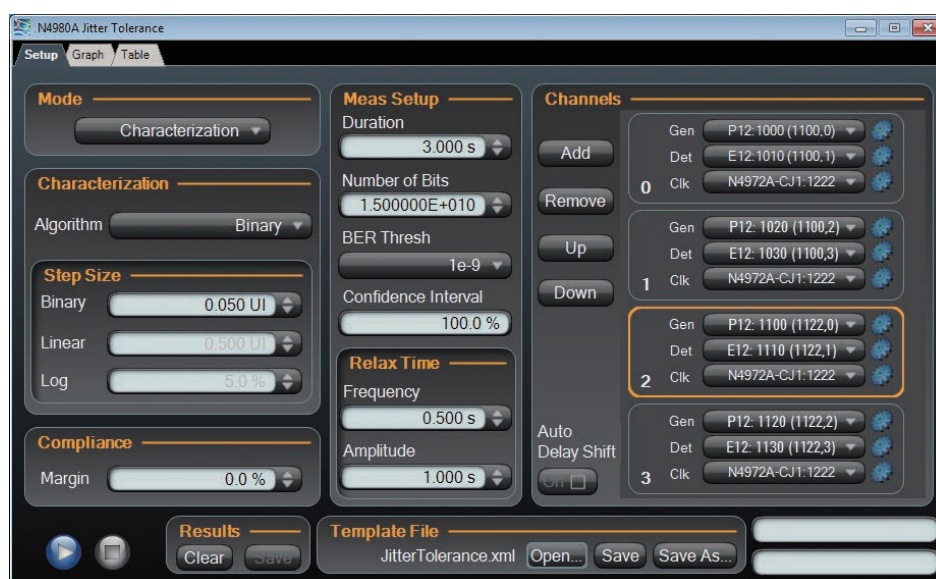 N4980A Jitter Tolerance
Setup Graph Table
Mode
Characterization
Characterization
Algorithm Binary
Step Size
Binary 0.050 UI
Linear 0.500 UI
Log 5.0 %
Compliance
Margin 0.0 %
Meas Setup
Duration
3.000 s
Number of Bits
1.500000E+010
BER Thresh
1e-9
Confidence Interval
100.0 %
Relax Time
Frequency
0.500 s
Amplitude
1.000 s
Channels
Add
Remove
Up
Down
Auto
Delay Shift
On
Gen P12:1000 (1100,0)
Det E12:1010 (1100,1)
0 Clk N4972A-CJ1:1222
Gen P12: 1020 (1100,2)
Det E12: 1030 (1100,3)
1 Clk N4972A-CJ1:1222
Gen P12: 1100 (1122,0)
Det E12: 1110 (1122,1)
2 Clk N4972A-CJ1:1222
Gen P12: 1120 (1122,2)
Det E12: 1130 (1122,3)
3 Clk N4972A-CJ1:1222
Results
Clear Save
Template File
JitterTolerance.xml Open... Save Save As...